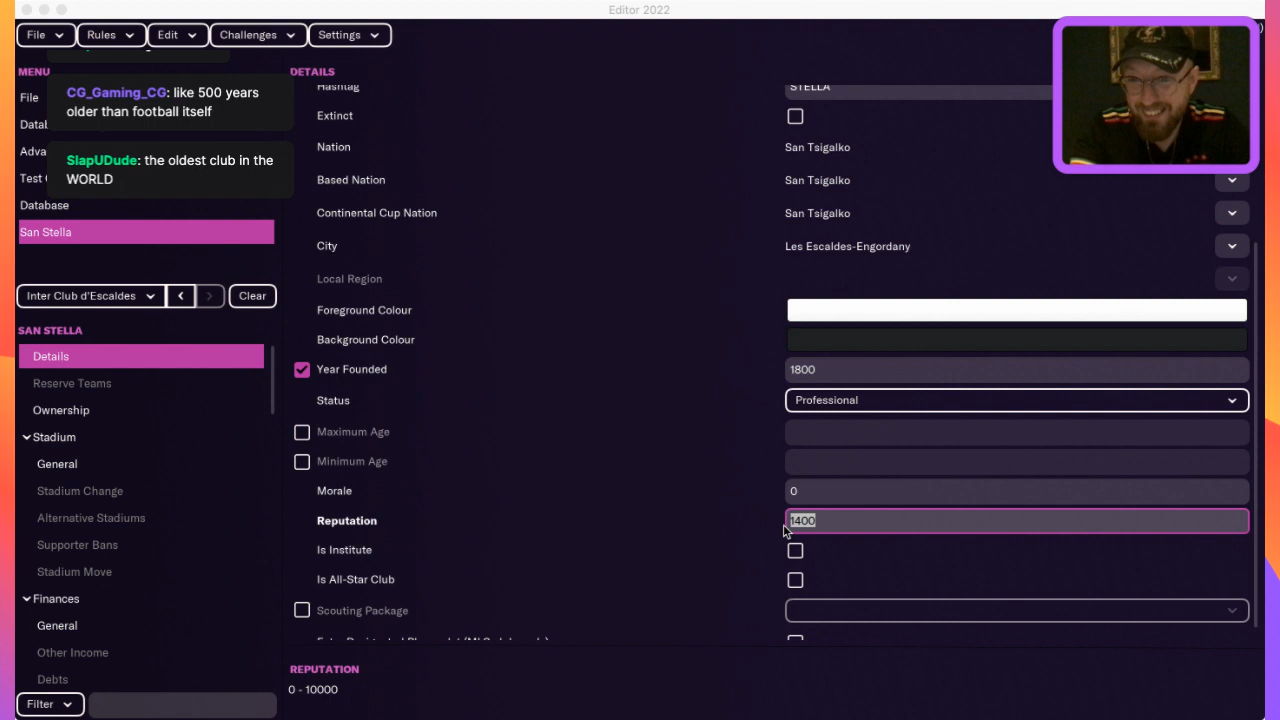 Editor 2022
File
Rules
Edit
Challenges
Settings
MENU
File
CG_Gaming_CG: like 500 years
older than football itself
SlapUDude: the oldest club in the
WORLD
Database
San Stella
Inter Club d'Escaldes
Clear
SAN STELLA
Details
Reserve Teams
Ownership
Stadium
General
Stadium Change
Alternative Stadiums
Supporter Bans
Stadium Move
Finances
General
Other Income
Debts
Filter
DETAILS
Hashtag STELLA
Extinct
Nation San Tsigalko
Based Nation San Tsigalko
Continental Cup Nation San Tsigalko
City Les Escaldes-Engordany
Local Region
Foreground Colour
Background Colour
Year Founded 1800
Status Professional
Maximum Age
Minimum Age
Morale 0
Reputation 1400
Is Institute
Is All-Star Club
Scouting Package
REPUTATION
0 - 10000